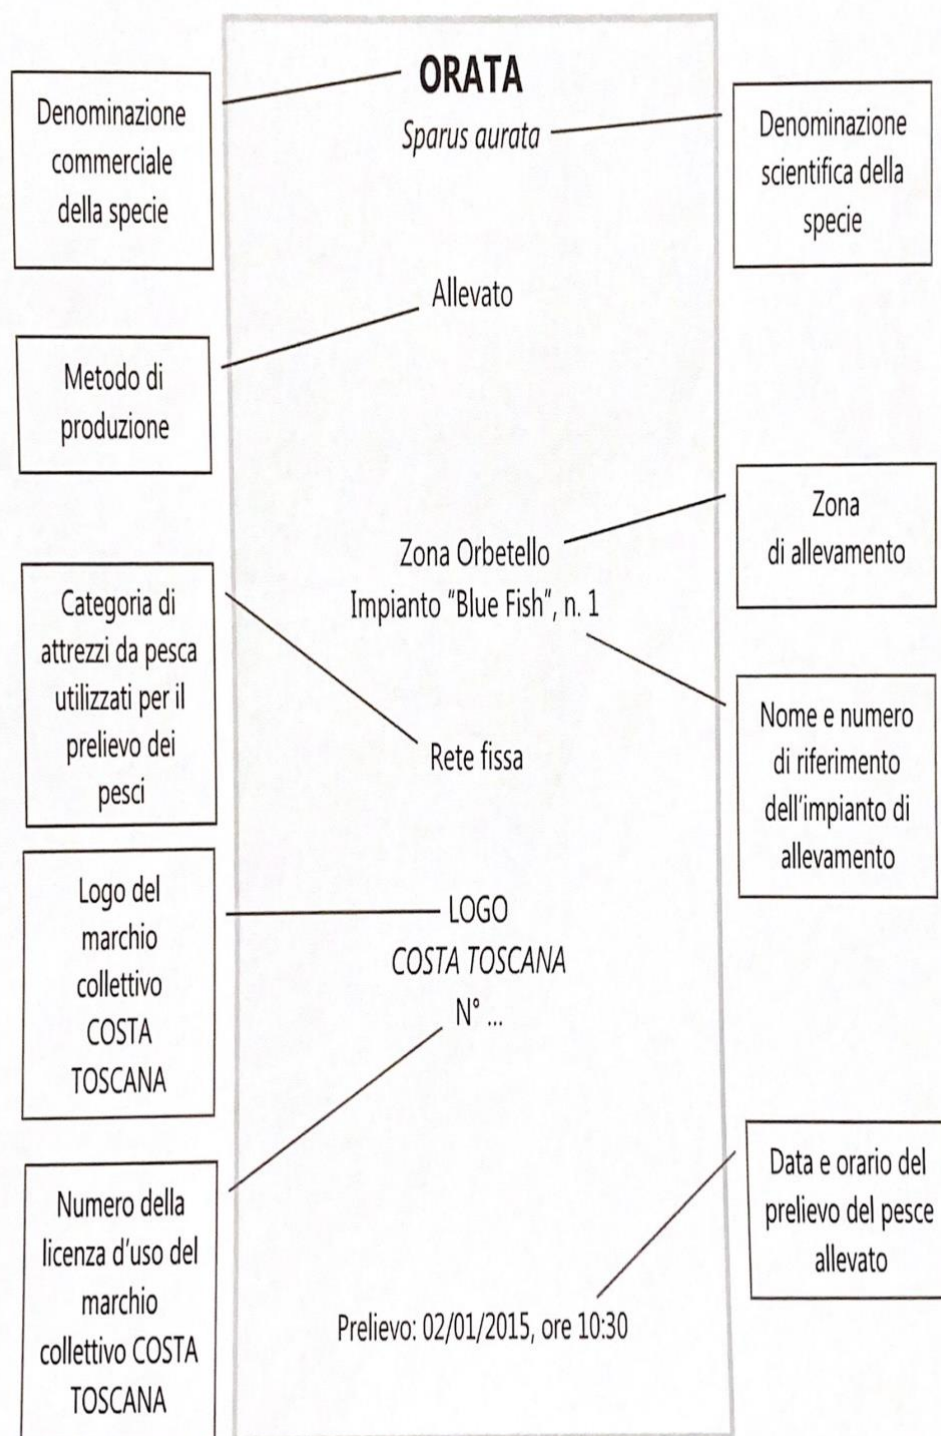 ORATA
Sparus aurata
Denominazione
commerciale
della specie
Denominazione
scientifica della
specie
Allevato
Metodo di
produzione
Zona Orbetello
Impianto "Blue Fish", n. 1
Zona
di allevamento
Categoria di
attrezzi da pesca
utilizzati per il
prelievo dei
pesci
Rete fissa
Nome e numero
di riferimento
dell'impianto di
allevamento
Logo del
marchio
collettivo
COSTA
TOSCANA
LOGO
COSTA TOSCANA
N° ...
Numero della
licenza d'uso del
marchio
collettivo COSTA
TOSCANA
Data e orario del
prelievo del pesce
allevato
Prelievo: 02/01/2015, ore 10:30